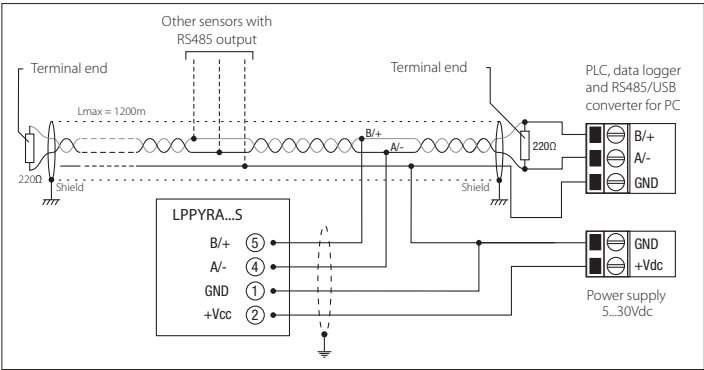 Other sensors with
RS485 output
Terminal end
Terminal end
PLC, data logger
and RS485/USB
converter for PC
Lmax = 1200m
B/+
A/-
220Ω
220Ω
Shield
Shield
B/+
A/-
GND
LPPYRA...S
B/+ 5
A/- 4
GND 1
+Vcc 2
GND
+Vdc
Power supply
5...30Vdc